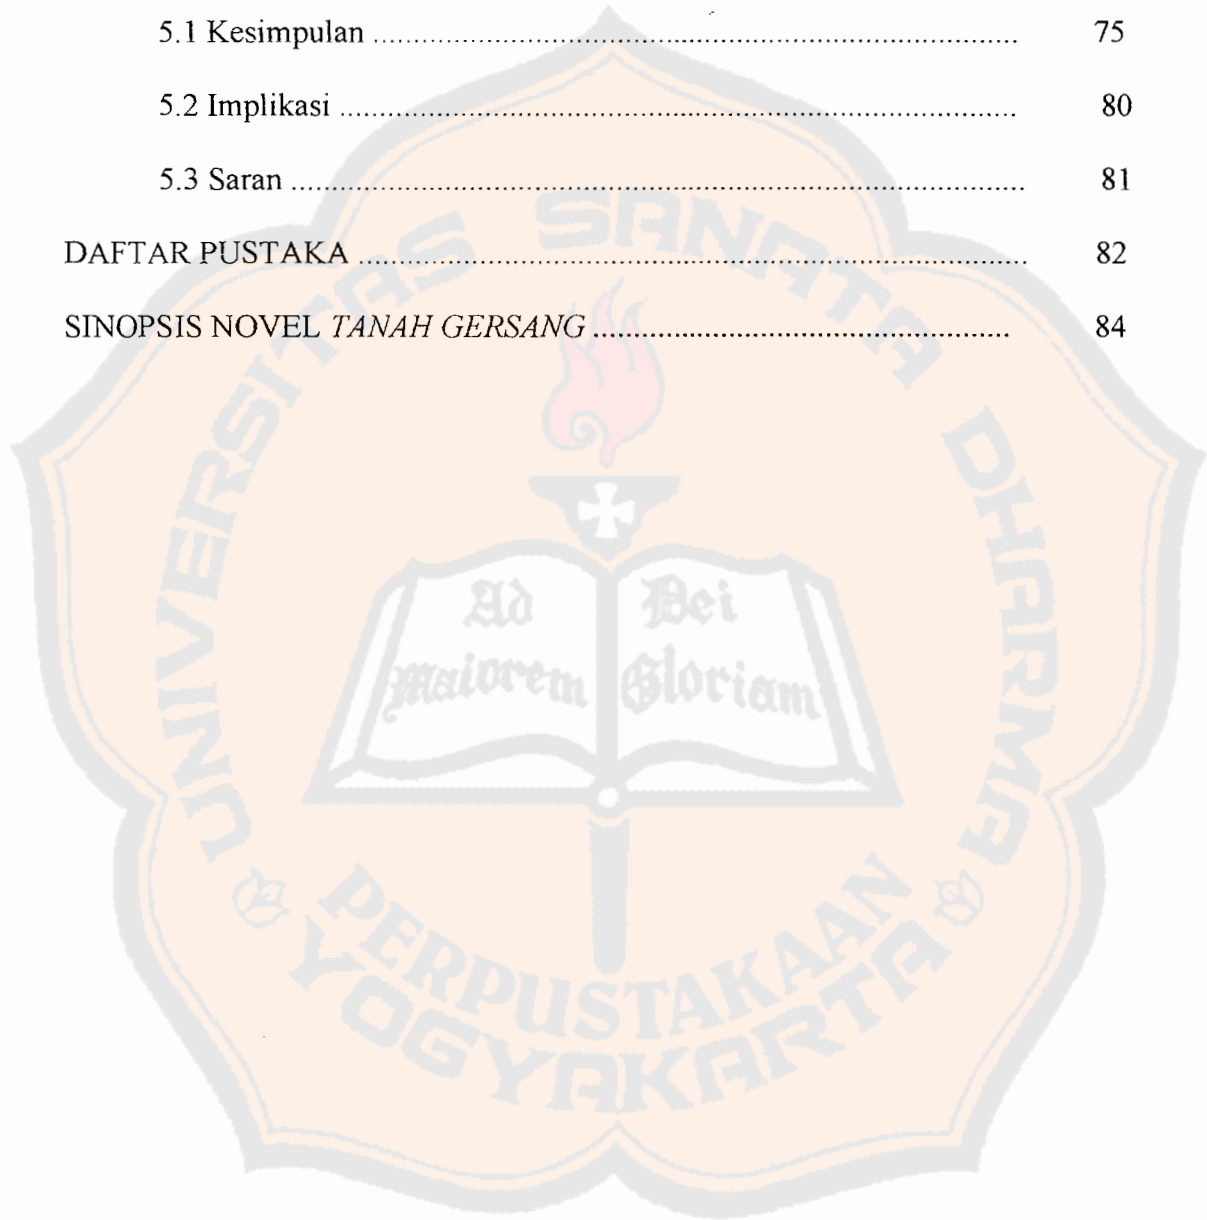 5.1 Kesimpulan ........................................................................ 75
5.2 Implikasi ........................................................................... 80
5.3 Saran ................................................................................. 81
DAFTAR PUSTAKA ........................................................................... 82
SINOPSIS NOVEL TANAH GERSANG ............................................... 84
UNIVERSITAS SANATA DHARMA
Ad Dei
Maiorem Gloriam
PERPUSTAKAAN
YOGYAKARTA